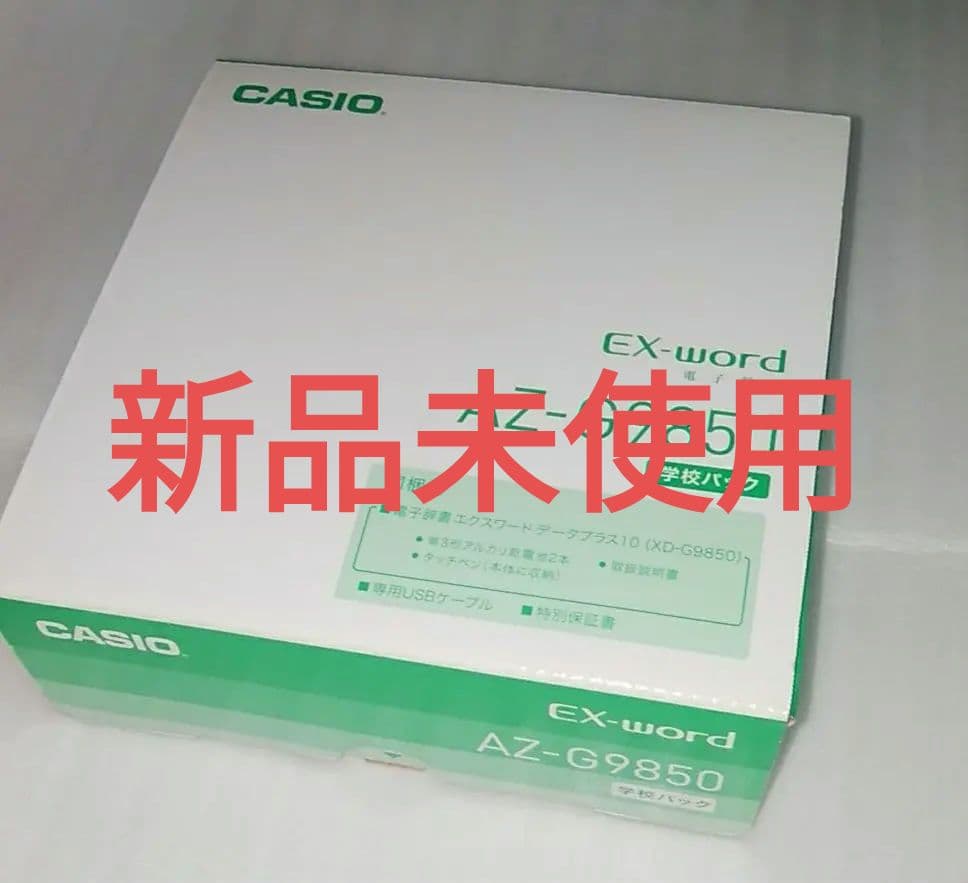 CASIO
EX-word
電子
AZ-G9850
新品未使用
学校パック
同梱
■電子辞書 エクスワード データプラス10 (XD-G9850)
● 単3形アルカリ乾電池2本 ● 取扱説明書
● タッチペン(本体に収納)
■専用USBケーブル ■特別保証書
CASIO
EX-word
AZ-G9850
学校パック